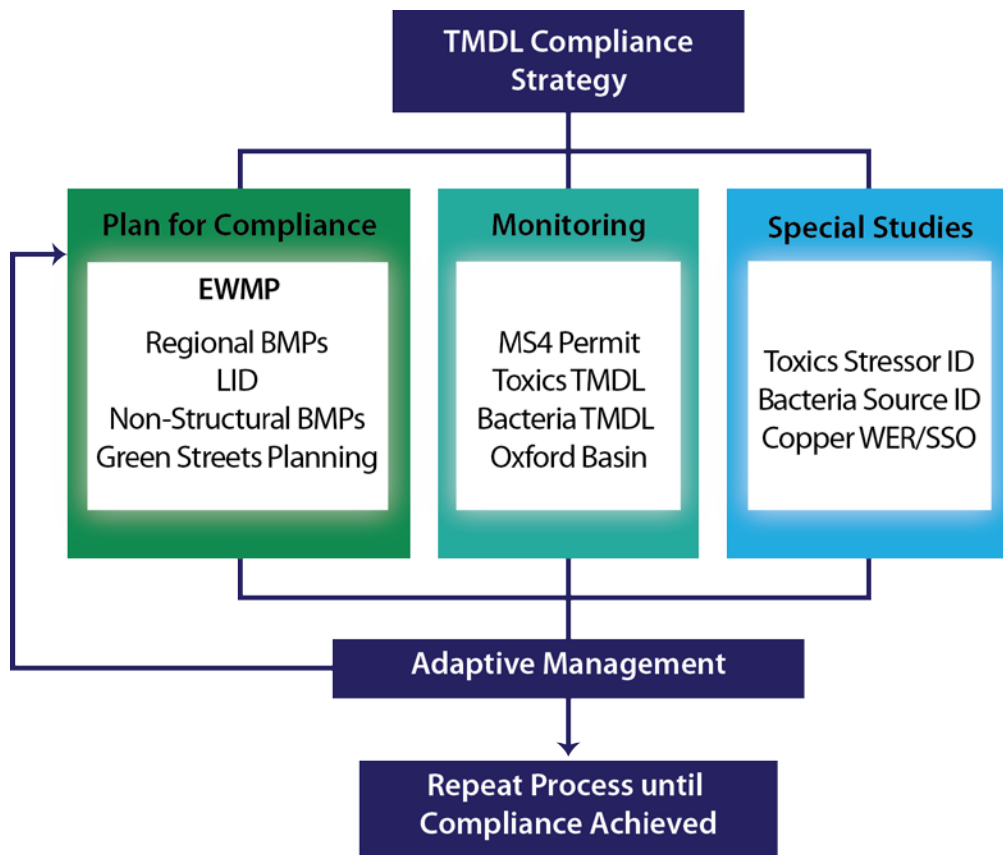 TMDL Compliance
Strategy
Plan for Compliance
EWMP
Regional BMPs
LID
Non-Structural BMPs
Green Streets Planning
Monitoring
MS4 Permit
Toxics TMDL
Bacteria TMDL
Oxford Basin
Special Studies
Toxics Stressor ID
Bacteria Source ID
Copper WER/SSO
Adaptive Management
Repeat Process until
Compliance Achieved